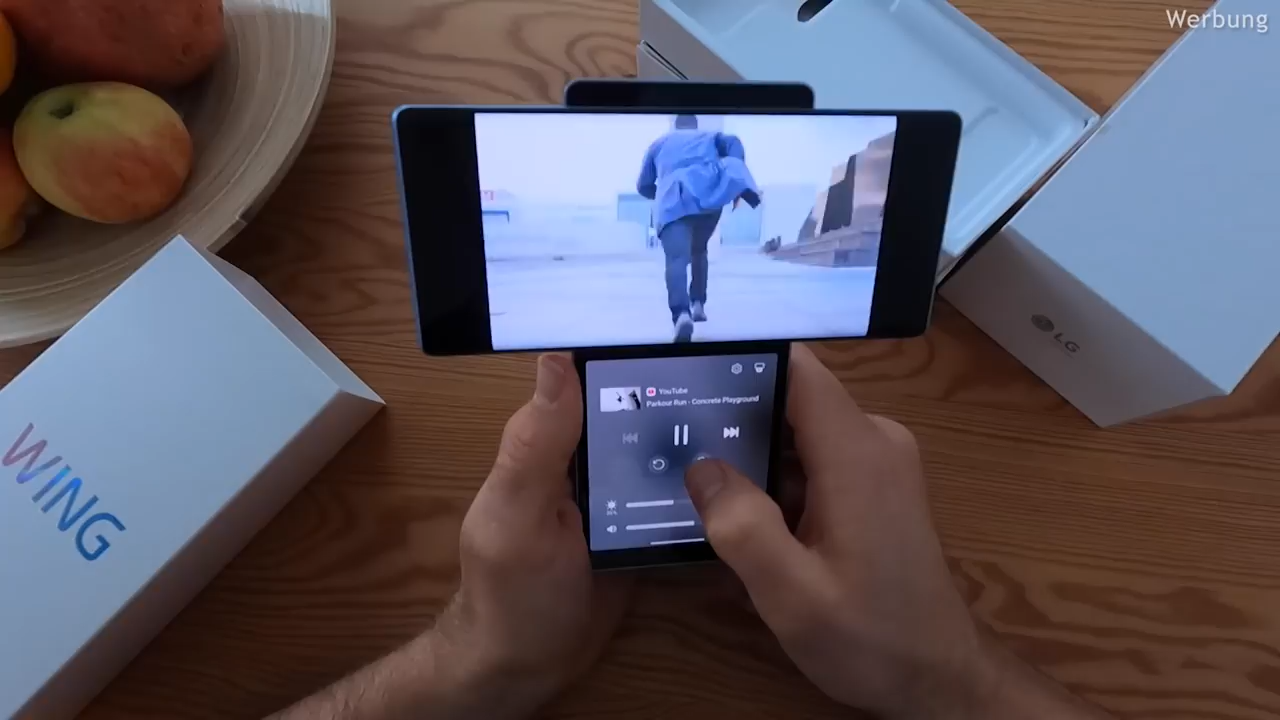 Werbung
LG
YouTube
Parkour Run - Concrete Playground
WING